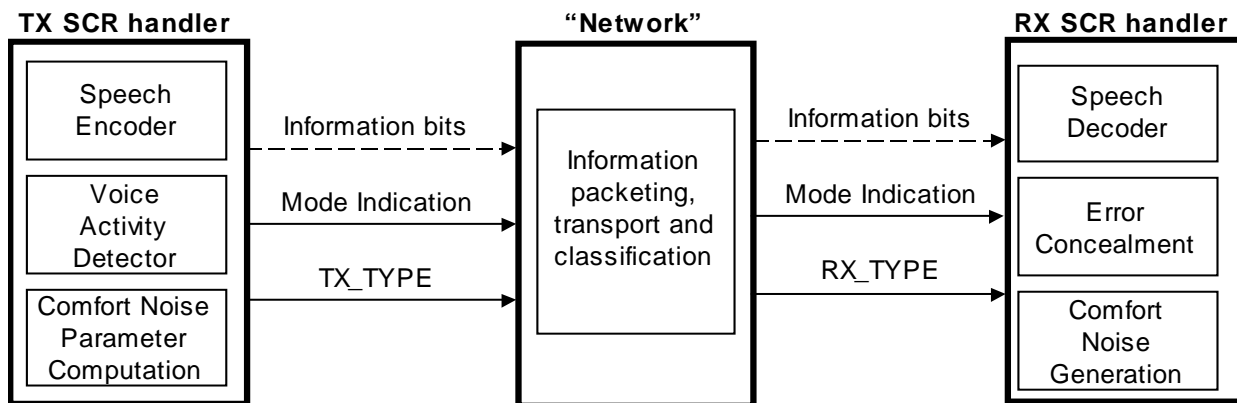 TX SCR handler
“Network”
RX SCR handler
Speech
Encoder
Voice
Activity
Detector
Comfort Noise
Parameter
Computation
Information bits
Mode Indication
TX_TYPE
Information
packeting,
transport and
classification
Information bits
Mode Indication
RX_TYPE
Speech
Decoder
Error
Concealment
Comfort
Noise
Generation